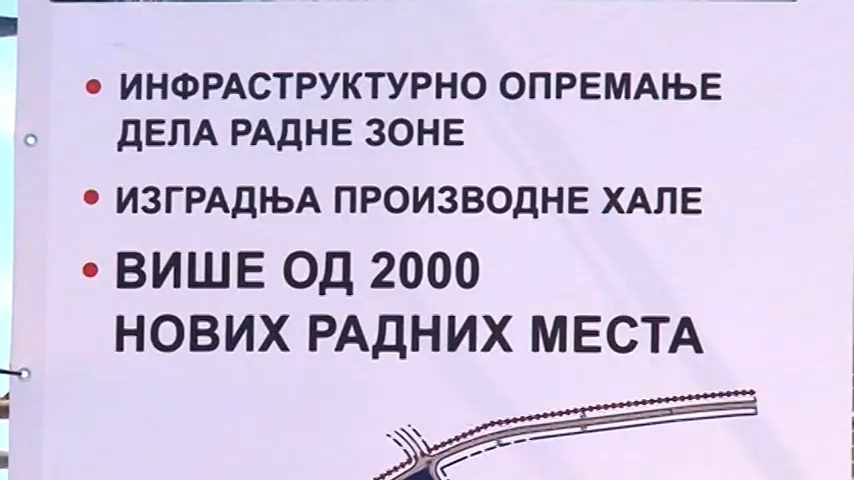 • ИНФРАСТРУКТУРНО ОПРЕМАЊЕ
ДЕЛА РАДНЕ ЗОНЕ
• ИЗГРАДЊА ПРОИЗВОДНЕ ХАЛЕ
• ВИШЕ ОД 2000
НОВИХ РАДНИХ МЕСТА